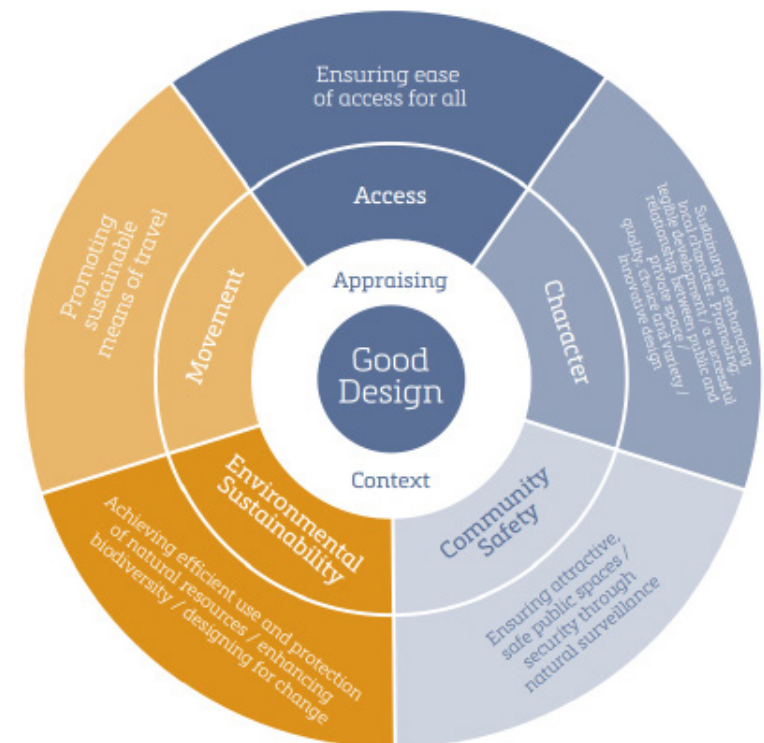 Ensuring ease
of access for all
Access
Sustaining or enhancing
local character. Promoting
legible development / a successful
relationship between public and
private space /
quality, choice and variety /
innovative design
Character
Ensuring attractive,
safe public spaces /
security through
natural surveillance
Community
Safety
Achieving efficient use and protection
of natural resources / enhancing
biodiversity / designing for change
Environmental
Sustainability
Promoting
sustainable
means of travel
Movement
Appraising
Good
Design
Context